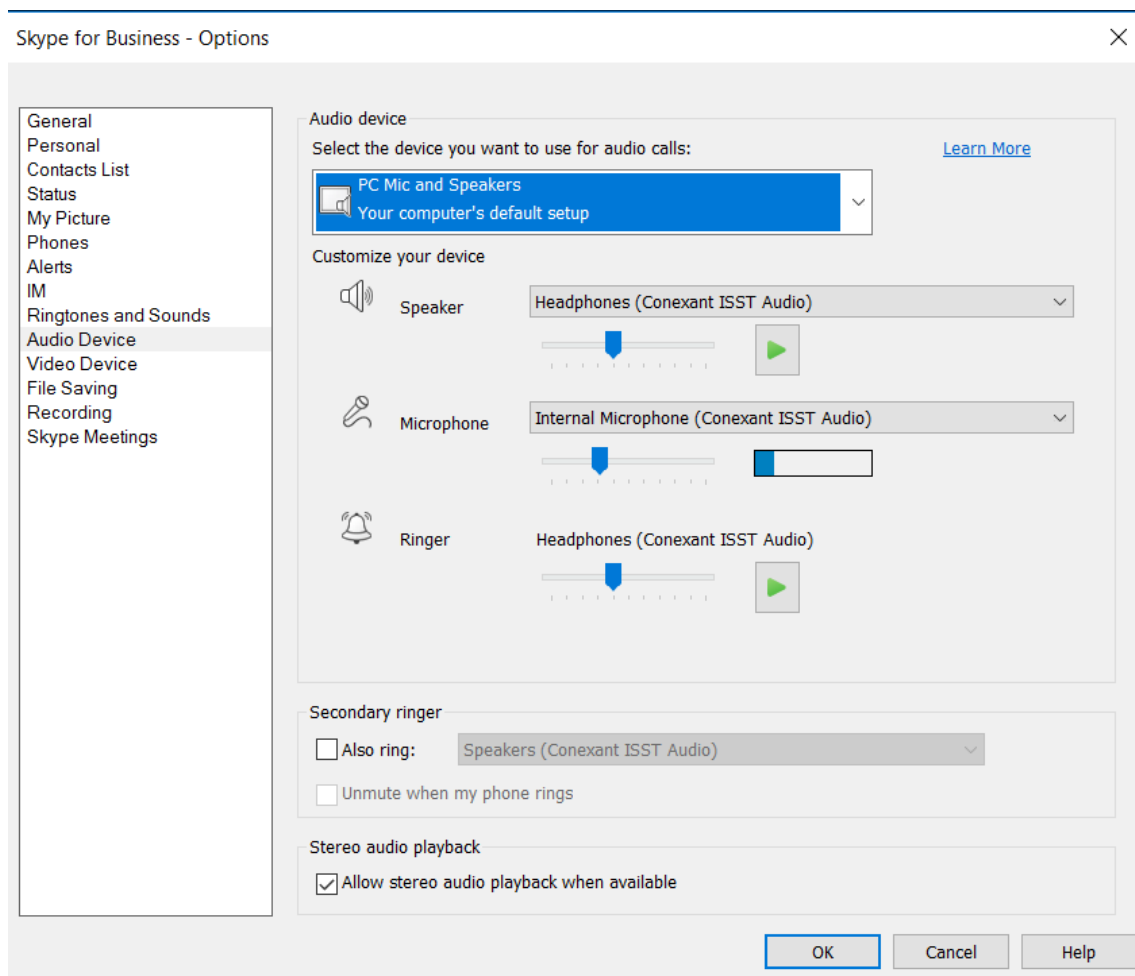 Skype for Business - Options
General
Personal
Contacts List
Status
My Picture
Phones
Alerts
IM
Ringtones and Sounds
Audio Device
Video Device
File Saving
Recording
Skype Meetings
Audio device
Select the device you want to use for audio calls:
Learn More
PC Mic and Speakers
Your computer's default setup
Customize your device
Speaker
Headphones (Conexant ISST Audio)
Microphone
Internal Microphone (Conexant ISST Audio)
Ringer
Headphones (Conexant ISST Audio)
Secondary ringer
Also ring:
Speakers (Conexant ISST Audio)
Unmute when my phone rings
Stereo audio playback
Allow stereo audio playback when available
OK
Cancel
Help